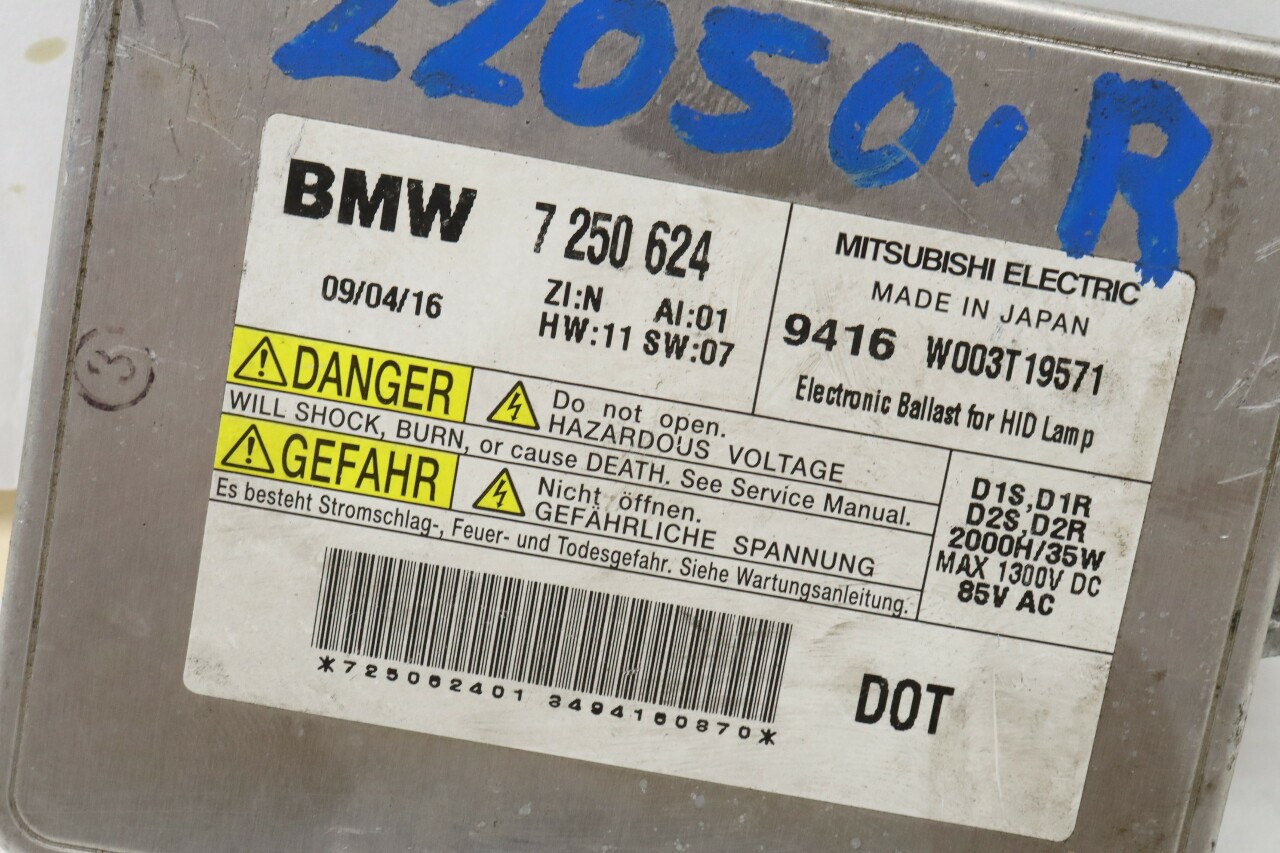 22050.R
BMW 7 250 624
09/04/16
ZI:N AI:01
HW:11 SW:07
MITSUBISHI ELECTRIC
MADE IN JAPAN
9416 W003T19571
Electronic Ballast for HID Lamp
DANGER
Do not open.
HAZARDOUS VOLTAGE
WILL SHOCK, BURN, or cause DEATH. See Service Manual.
GEFAHR
Nicht öffnen.
GEFÄHRLICHE SPANNUNG
Es besteht Stromschlag-, Feuer- und Todesgefahr. Siehe Wartungsanleitung.
D1S,D1R
D2S,D2R
2000H/35W
MAX 1300V DC
85V AC
*725062401 3494160870*
DOT
3